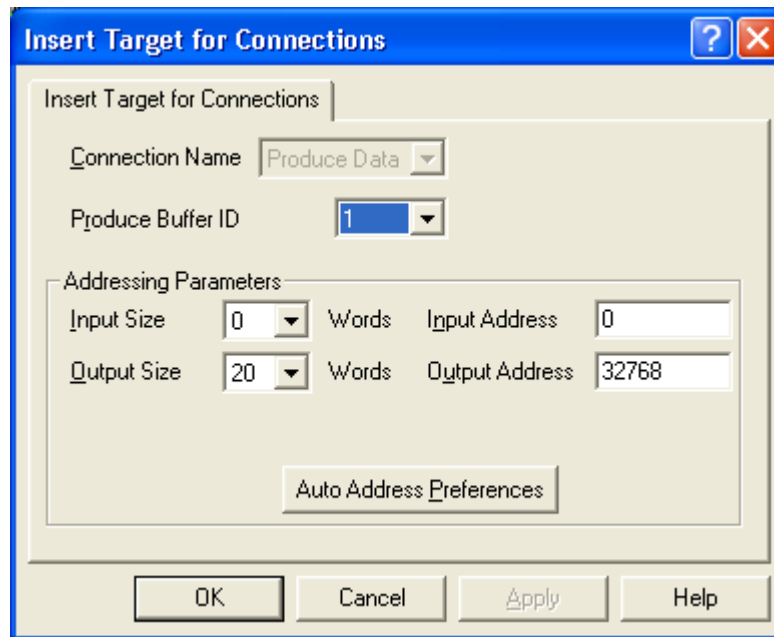 Insert Target for Connections
Insert Target for Connections
Connection Name Produce Data
Produce Buffer ID 1
Addressing Parameters
Input Size 0 Words Input Address 0
Output Size 20 Words Output Address 32768
Auto Address Preferences
OK Cancel Apply Help